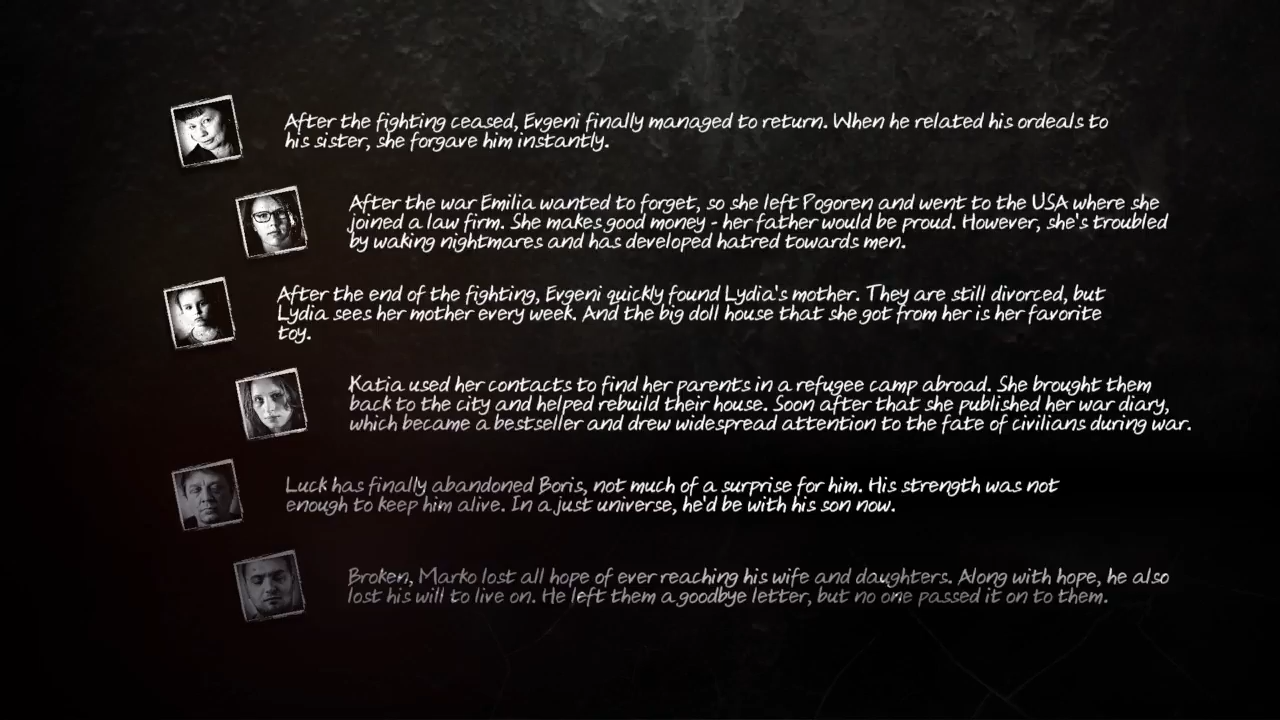 After the fighting ceased, Evgeni finally managed to return. When he related his ordeals to
his sister, she forgave him instantly.
After the war Emilia wanted to forget, so she left Pogoren and went to the USA where she
joined a law firm. She makes good money - her father would be proud. However, she's troubled
by waking nightmares and has developed hatred towards men.
After the end of the fighting, Evgeni quickly found Lydia's mother. They are still divorced, but
Lydia sees her mother every week. And the big doll house that she got from her is her favorite
toy.
Katia used her contacts to find her parents in a refugee camp abroad. She brought them
back to the city and helped rebuild their house. Soon after that she published her war diary,
which became a bestseller and drew widespread attention to the fate of civilians during war.
Luck has finally abandoned Boris, not much of a surprise for him. His strength was not
enough to keep him alive. In a just universe, he'd be with his son now.
Broken, Marko lost all hope of ever reaching his wife and daughters. Along with hope, he also
lost his will to live on. He left them a goodbye letter, but no one passed it on to them.